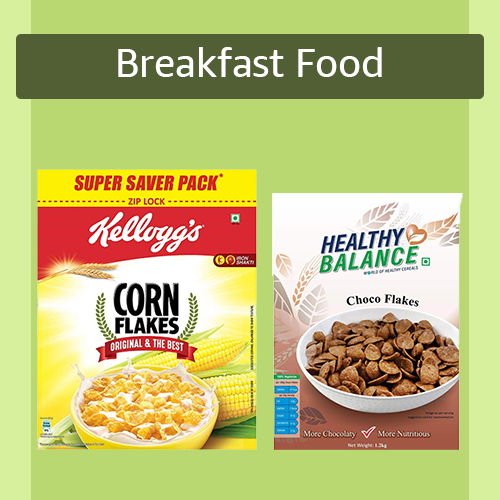 Breakfast Food
SUPER SAVER PACK*
ZIP LOCK
Kellogg's
IRON
SHAKTI
CORN
FLAKES
ORIGINAL & THE BEST
HEALTHY
BALANCE
WORLD OF HEALTHY CEREALS
Choco Flakes
More Chocolaty More Nutritious
Net Weight: 1.2kg